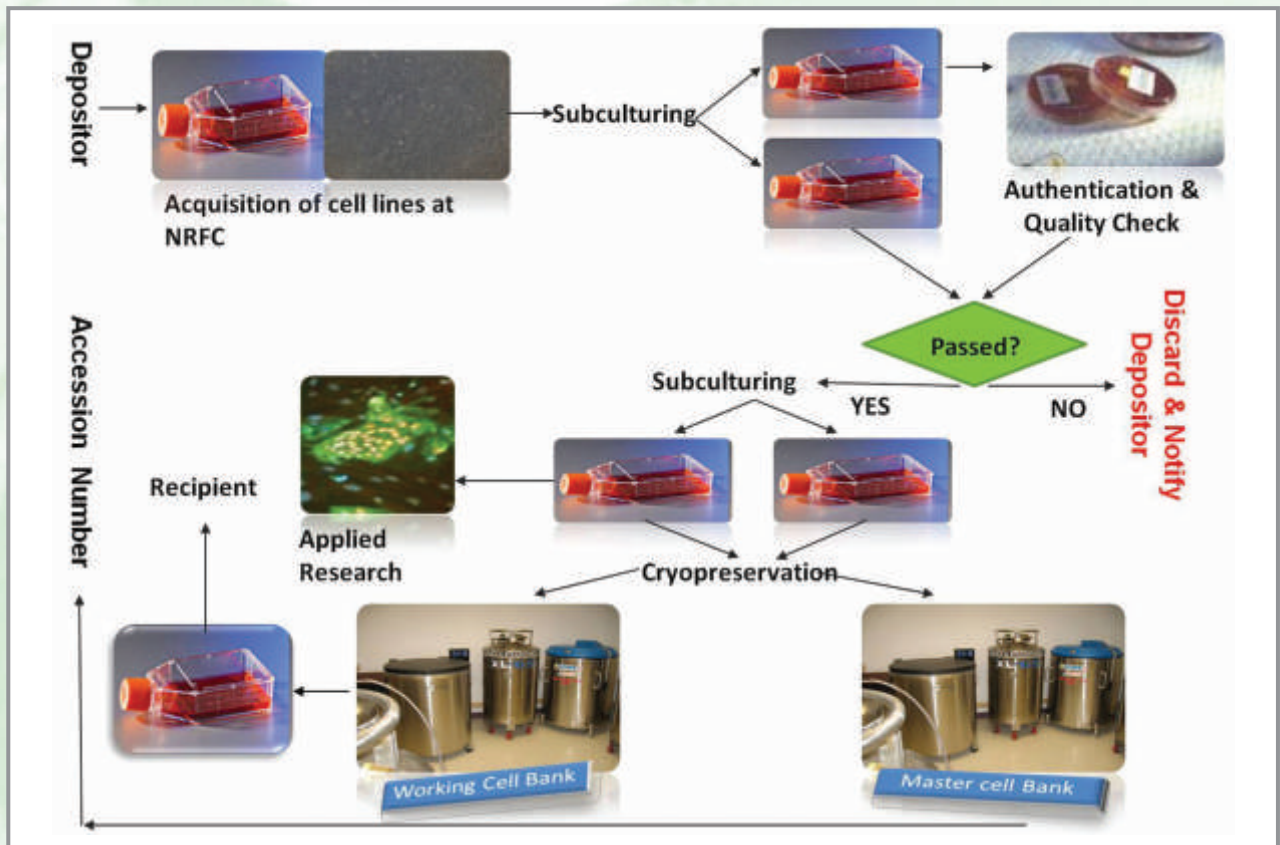 Depositor
Acquisition of cell lines at
NRFC
Subculturing
Authentication &
Quality Check
Passed?
YES
NO
Discard & Notify
Depositor
Subculturing
Applied
Research
Cryopreservation
Working Cell Bank
Master cell Bank
Recipient
Accession Number